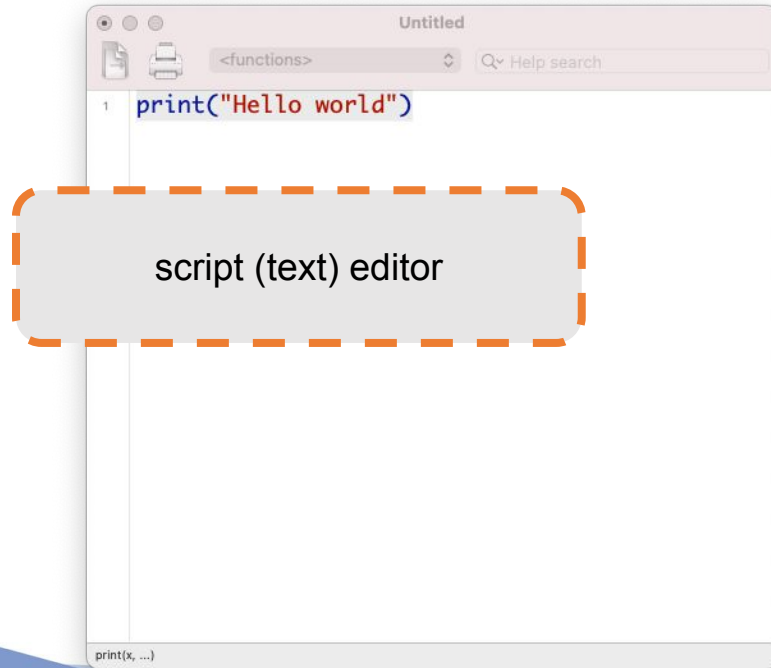 Untitled
<functions>
Help search
1 print("Hello world")
script (text) editor
print(x, ...)